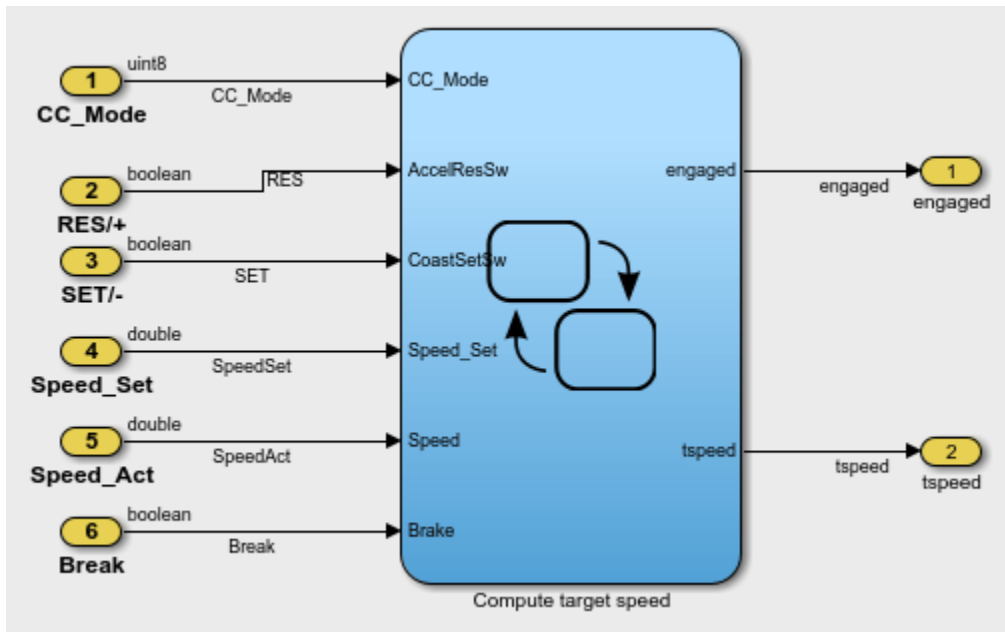 uint8
1
CC_Mode
CC_Mode
CC_Mode
boolean
2
RES
RES/+
AccelResSw
boolean
3
SET
SET/-
CoastSetSw
double
4
SpeedSet
Speed_Set
Speed_Set
double
5
SpeedAct
Speed_Act
Speed
boolean
6
Break
Break
Brake
engaged
engaged
1
engaged
tspeed
tspeed
2
tspeed
Compute target speed